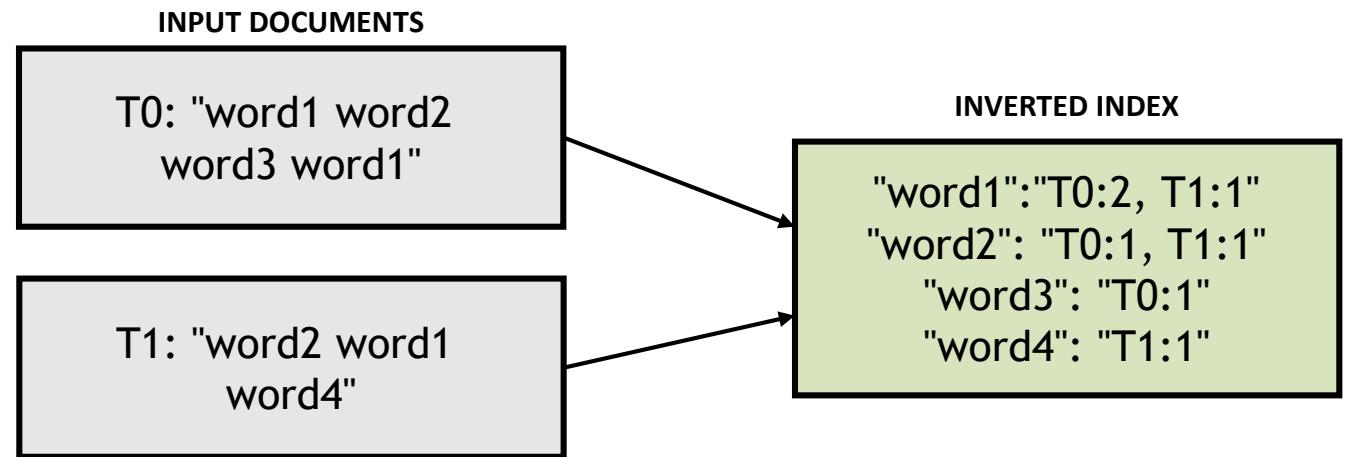 INPUT DOCUMENTS
T0: "word1 word2
word3 word1"
T1: "word2 word1
word4"
INVERTED INDEX
"word1":"T0:2, T1:1"
"word2": "T0:1, T1:1"
"word3": "T0:1"
"word4": "T1:1"